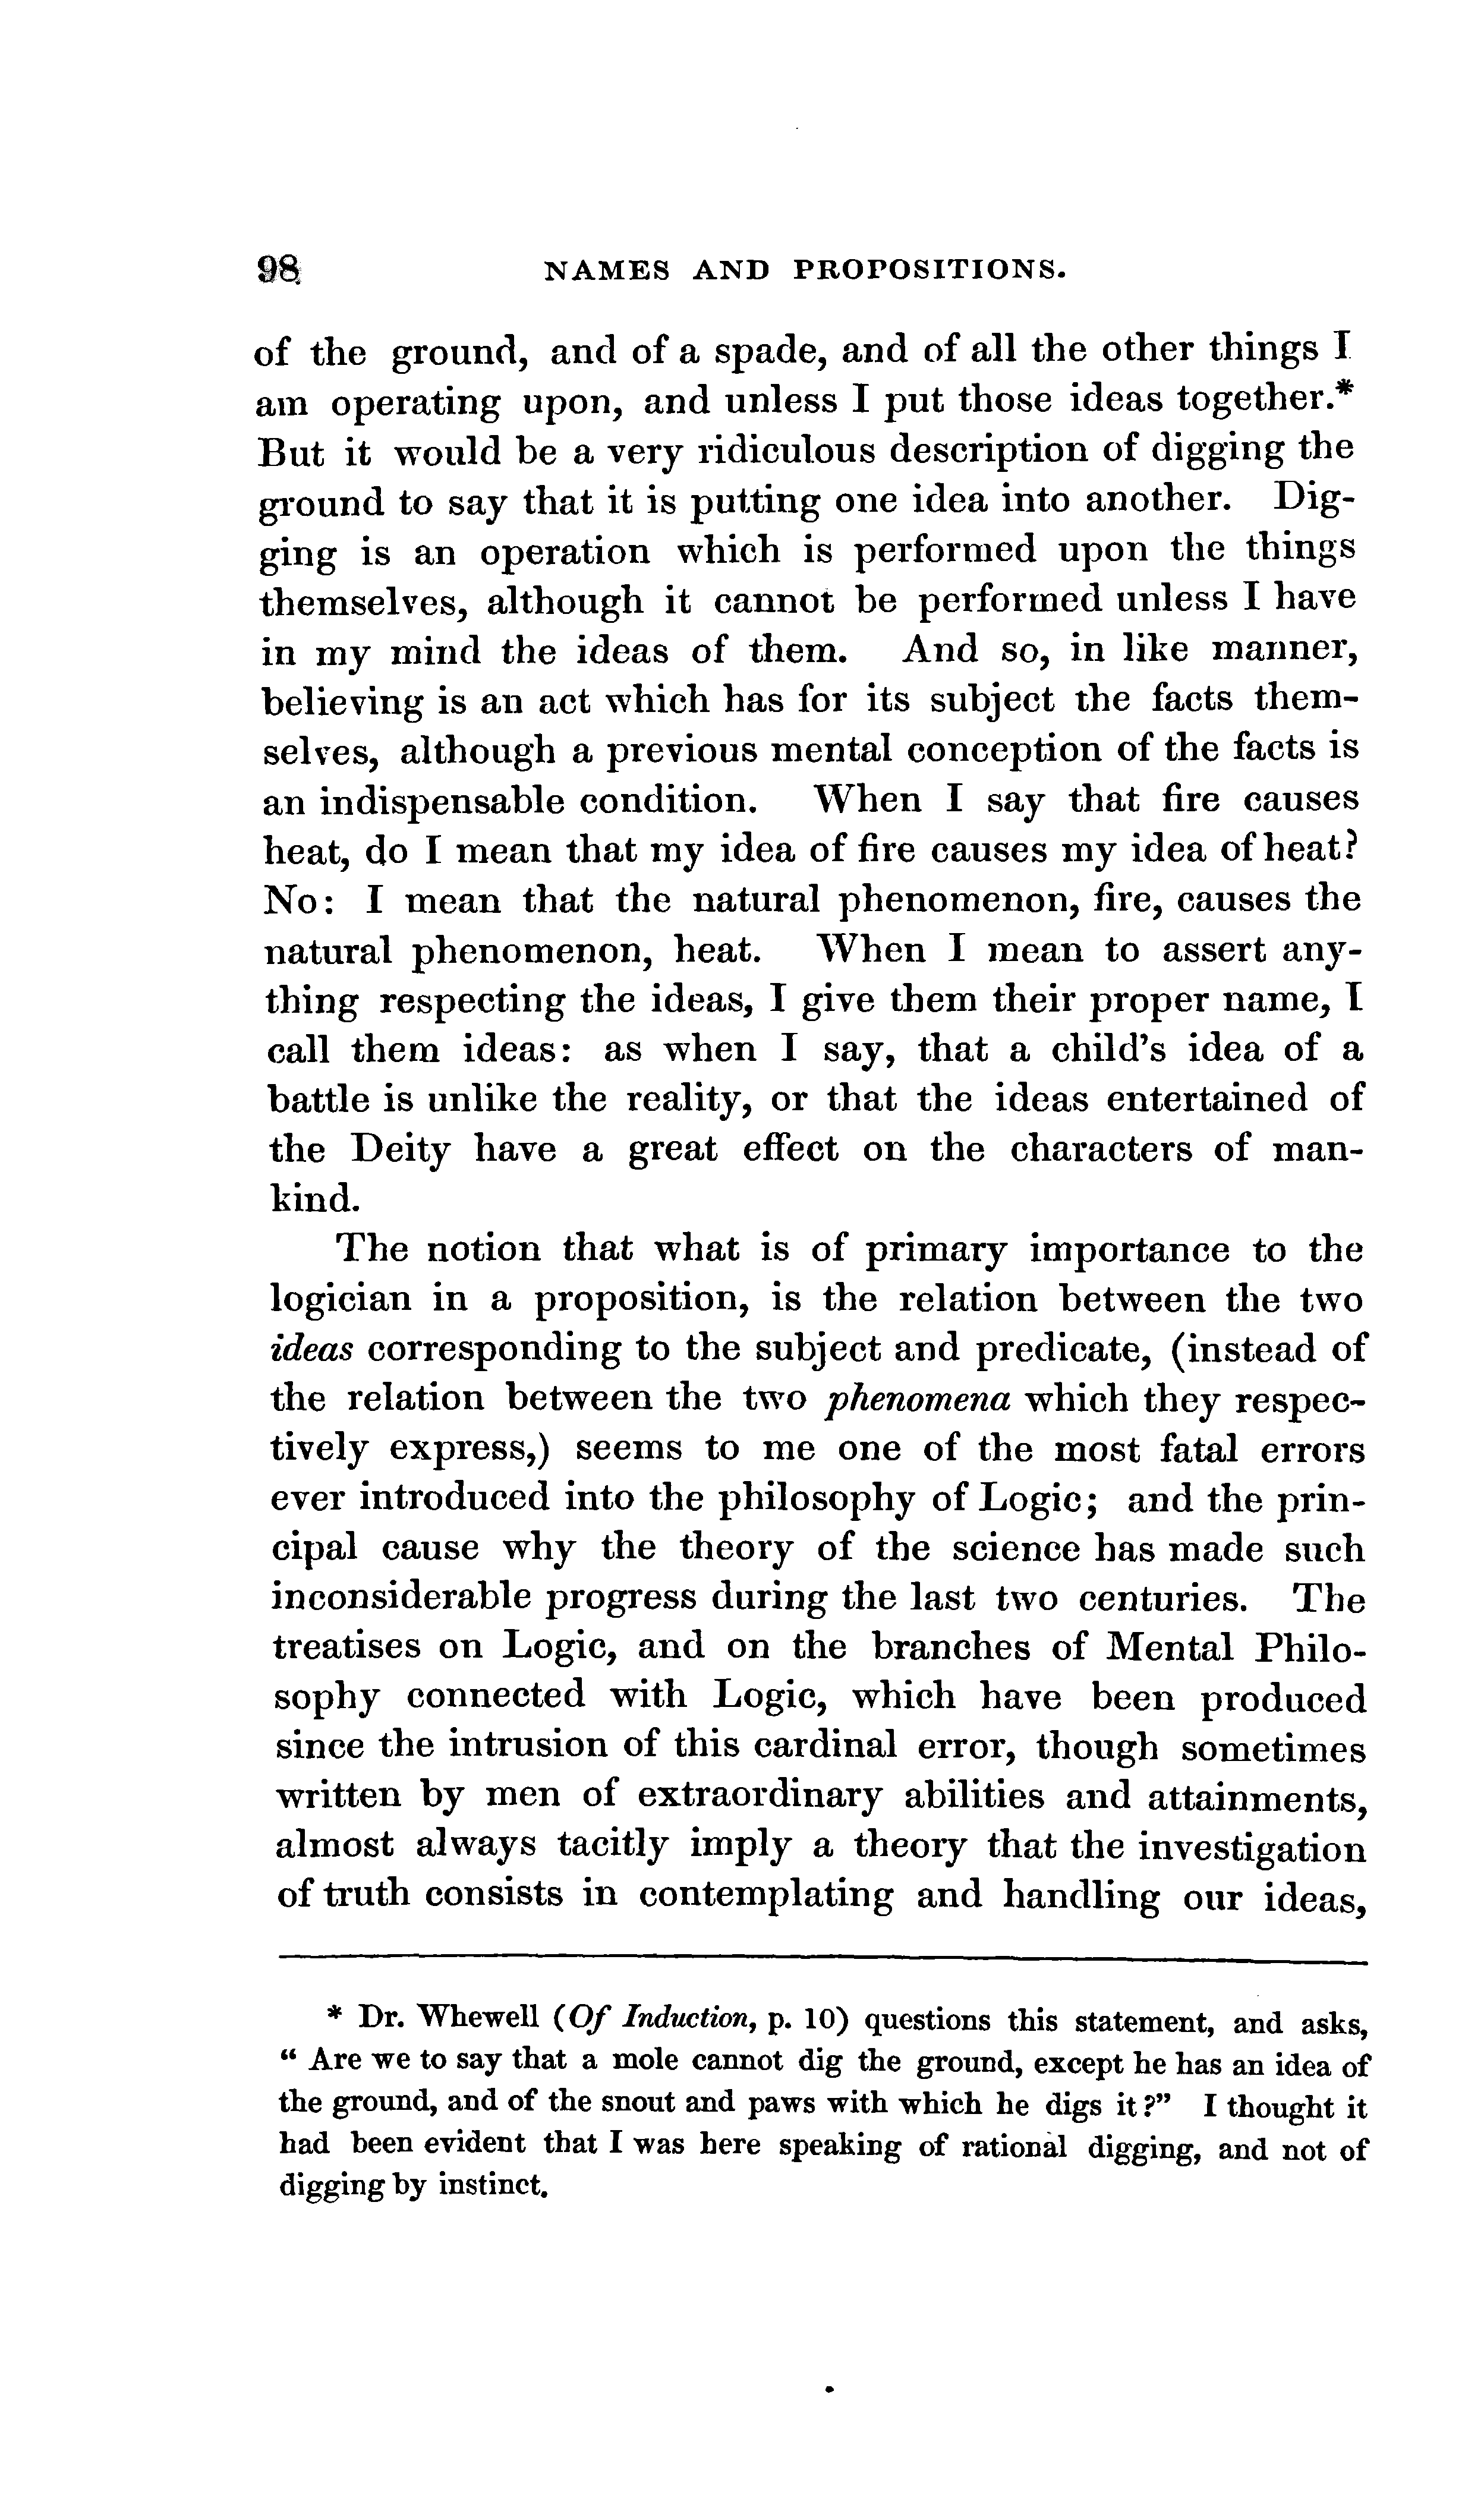 98 NAMES AND PROPOSITIONS.
of the ground, and of a spade, and of all the other things I
am operating upon, and unless I put those ideas together.*
But it would be a very ridiculous description of digging the
ground to say that it is putting one idea into another. Dig-
ging is an operation which is performed upon the things
themselves, although it cannot be performed unless I have
in my mind the ideas of them. And so, in like manner,
believing is an act which has for its subject the facts them-
selves, although a previous mental conception of the facts is
an indispensable condition. When I say that fire causes
heat, do I mean that my idea of fire causes my idea of heat?
No: I mean that the natural phenomenon, fire, causes the
natural phenomenon, heat. When I mean to assert any-
thing respecting the ideas, I give them their proper name, I
call them ideas: as when I say, that a child's idea of a
battle is unlike the reality, or that the ideas entertained of
the Deity have a great effect on the characters of man-
kind.
The notion that what is of primary importance to the
logician in a proposition, is the relation between the two
ideas corresponding to the subject and predicate, (instead of
the relation between the two phenomena which they respec-
tively express,) seems to me one of the most fatal errors
ever introduced into the philosophy of Logic; and the prin-
cipal cause why the theory of the science has made such
inconsiderable progress during the last two centuries. The
treatises on Logic, and on the branches of Mental Philo-
sophy connected with Logic, which have been produced
since the intrusion of this cardinal error, though sometimes
written by men of extraordinary abilities and attainments,
almost always tacitly imply a theory that the investigation
of truth consists in contemplating and handling our ideas,
* Dr. Whewell (Of Induction, p. 10) questions this statement, and asks,
“ Are we to say that a mole cannot dig the ground, except he has an idea of
the ground, and of the snout and paws with which he digs it?” I thought it
had been evident that I was here speaking of rational digging, and not of
digging by instinct.